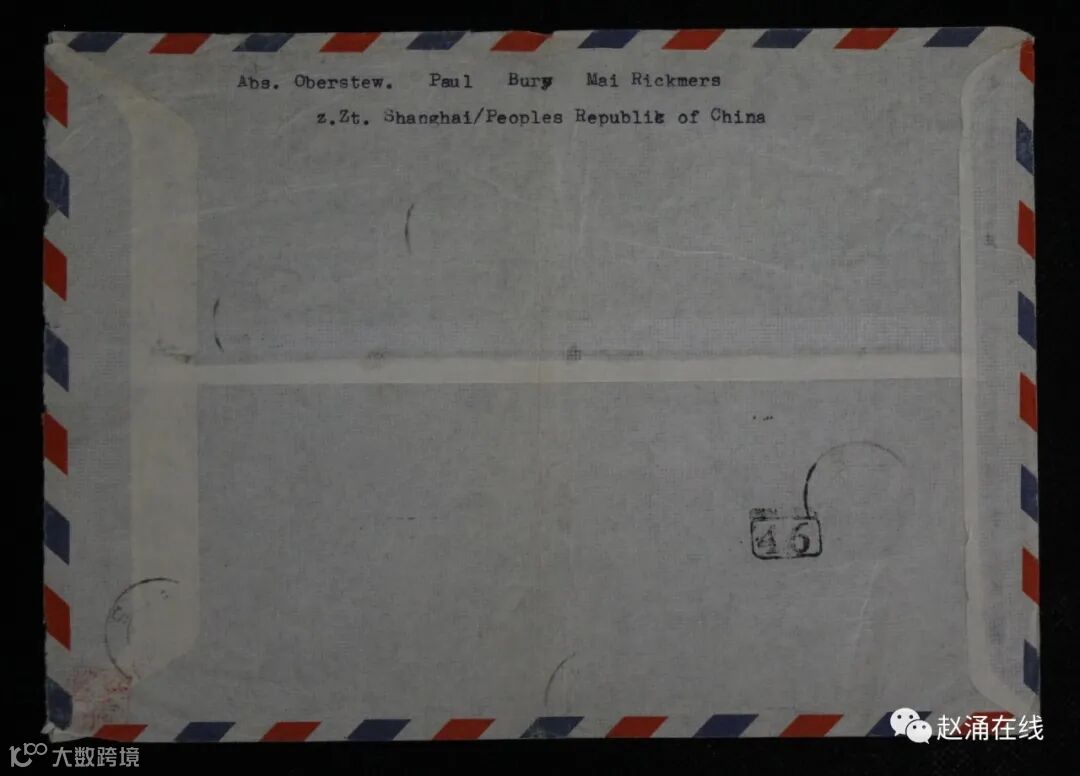 Abs. Oberstew. Paul Bury Mai Rickmers
z.Zt. Shanghai/Peoples Republik of China
46
赵涌在线
大数跨境